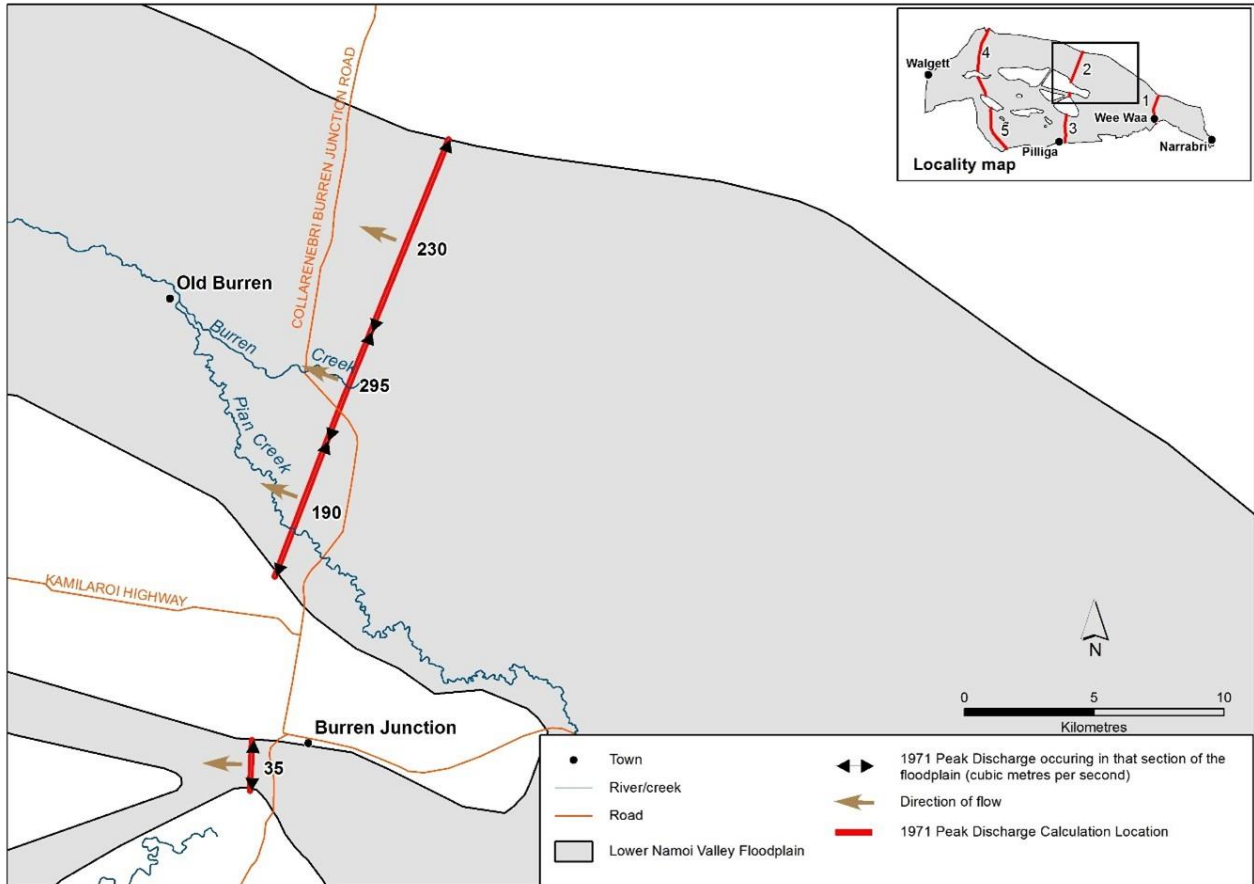 COLLARENEBRI BURREN JUNCTION ROAD
4
2
Walgett
1
Wee Waa
5
3
Pilliga
Narrabri
Locality map
230
Old Burren
Burren
Creek
295
Pian Creek
190
KAMILAROI HIGHWAY
N
0 5 10
Kilometres
Burren Junction
35
Town
River/creek
Road
Lower Namoi Valley Floodplain
1971 Peak Discharge occuring in that section of the
floodplain (cubic metres per second)
Direction of flow
1971 Peak Discharge Calculation Location